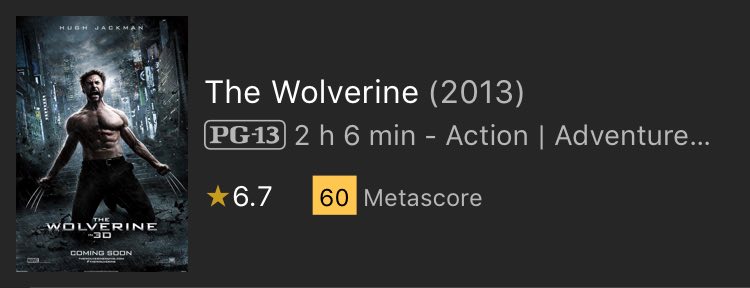 HUGH JACKMAN
THE
WOLVERINE
IN 3D
COMING SOON
The Wolverine (2013)
PG-13 2 h 6 min - Action | Adventure...
★6.7 60 Metascore